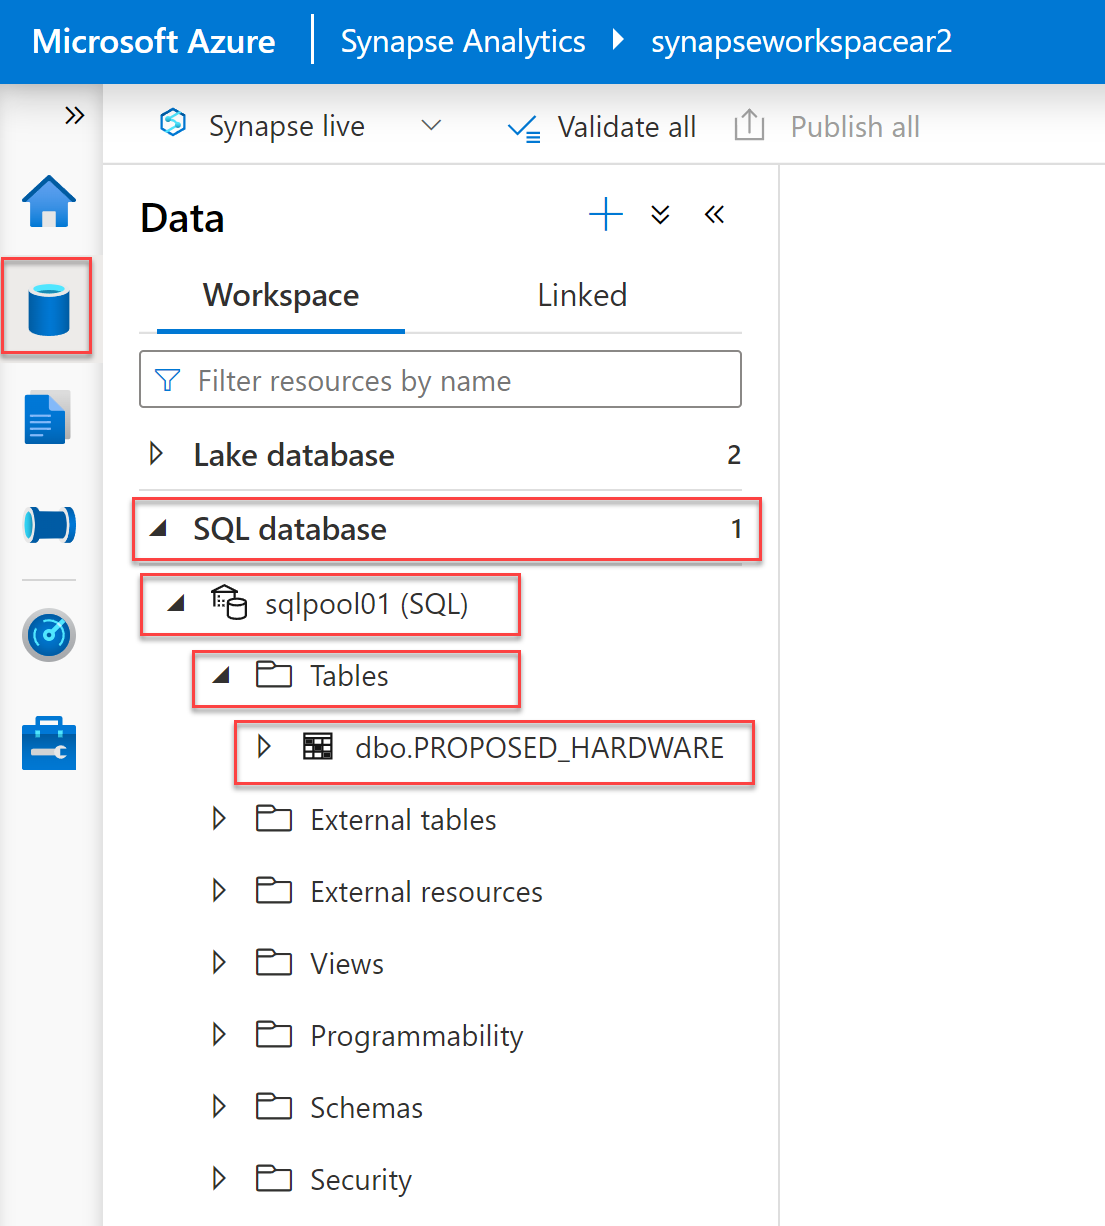 Microsoft Azure
Synapse Analytics
synapseworkspacear2
Synapse live
Validate all
Publish all
Data
Workspace
Linked
Filter resources by name
Lake database 2
SQL database 1
sqlpool01 (SQL)
Tables
dbo.PROPOSED_HARDWARE
External tables
External resources
Views
Programmability
Schemas
Security